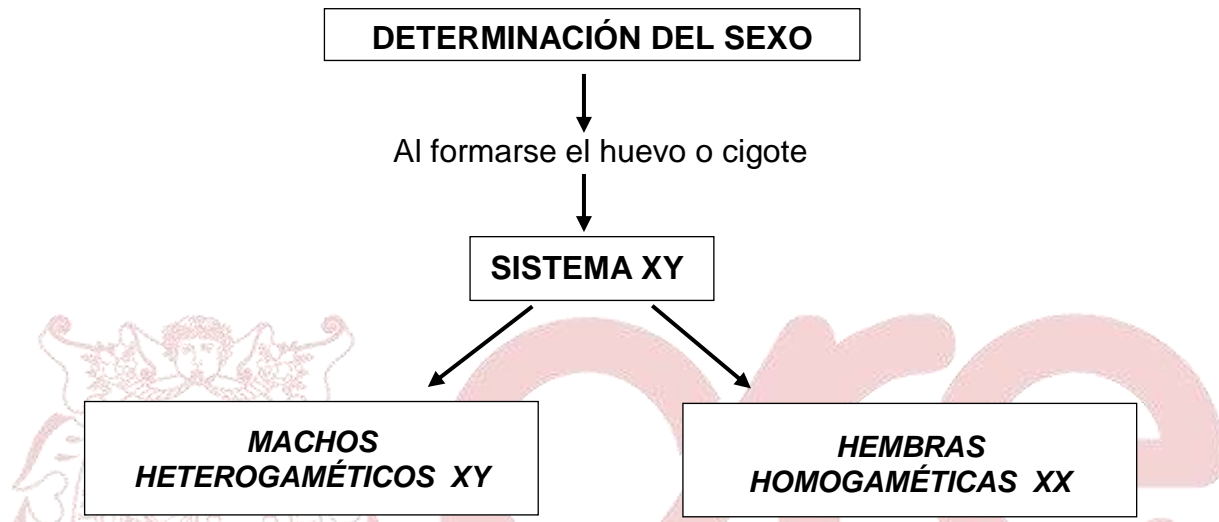 DETERMINACIÓN DEL SEXO
Al formarse el huevo o cigote
SISTEMA XY
MACHOS
HETEROGAMÉTICOS XY
HEMBRAS
HOMOGAMÉTICAS XX